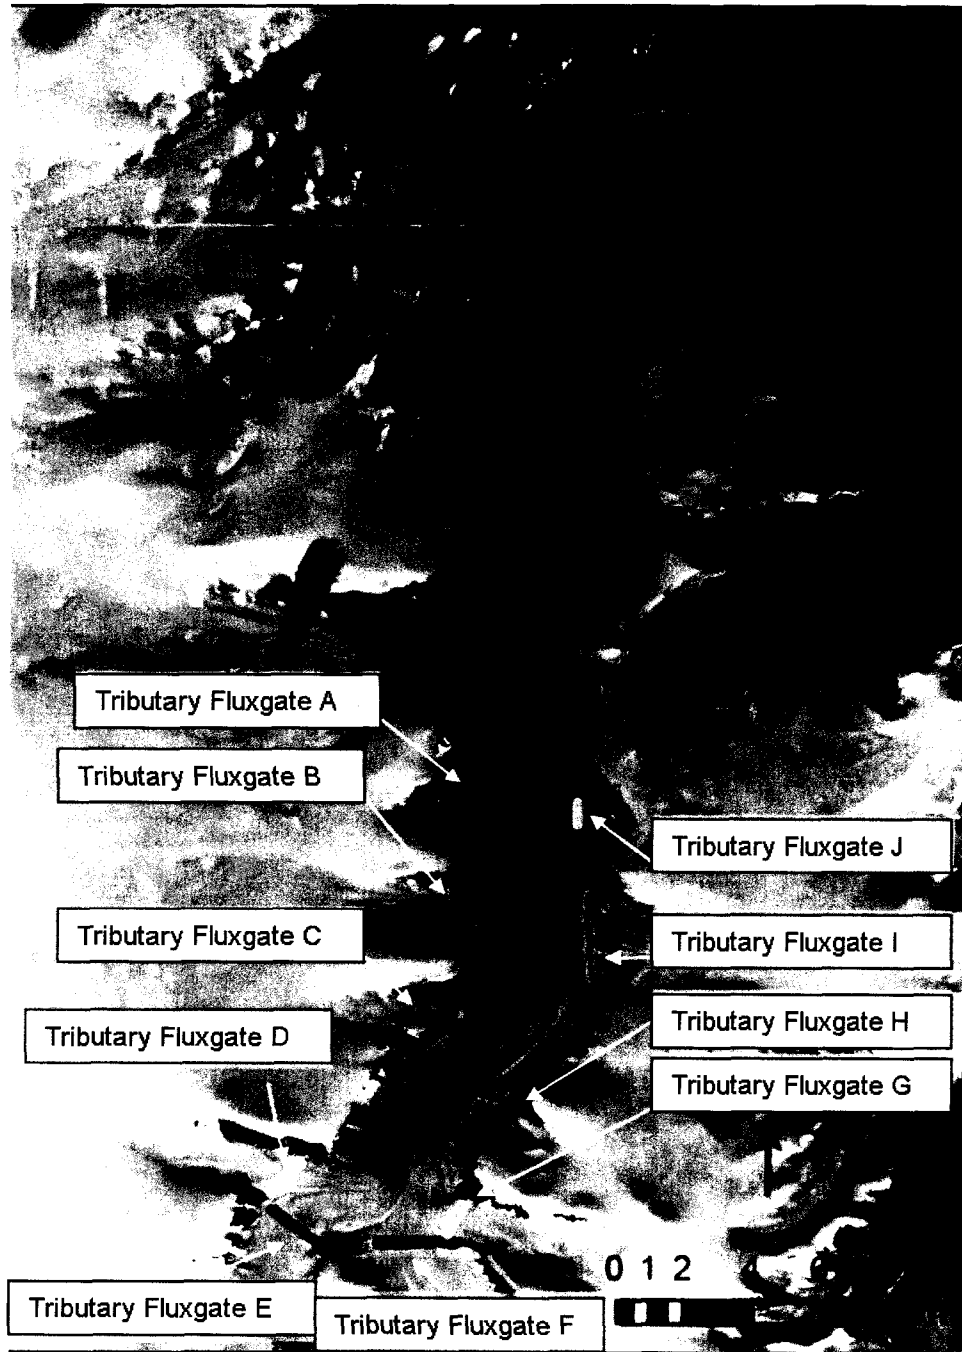 Tributary Fluxgate A
Tributary Fluxgate B
Tributary Fluxgate J
Tributary Fluxgate C
Tributary Fluxgate I
Tributary Fluxgate H
Tributary Fluxgate D
Tributary Fluxgate G
0 1 2
Tributary Fluxgate E
Tributary Fluxgate F